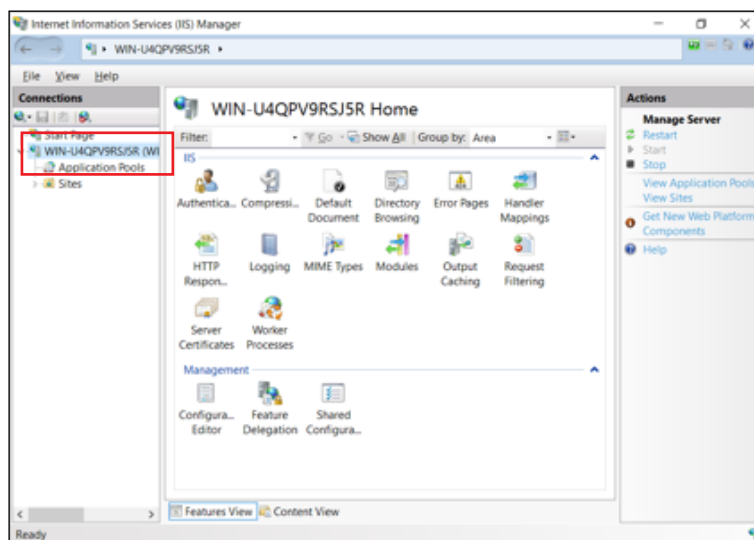 Internet Information Services (IIS) Manager
WIN-U4QPV9RSJ5R
File View Help
Connections
Start Page
WIN-U4QPV9RSJ5R (WI
Application Pools
Sites
WIN-U4QPV9RSJ5R Home
Filter: Go Show All Group by: Area
IIS
Authentica... Compressi... Default Document Directory Browsing Error Pages Handler Mappings
HTTP Respon... Logging MIME Types Modules Output Caching Request Filtering
Server Certificates Worker Processes
Management
Configura... Editor Feature Delegation Shared Configura...
Features View Content View
Actions
Manage Server
Restart
Start
Stop
View Application Pools
View Sites
Get New Web Platform
Components
Help
Ready